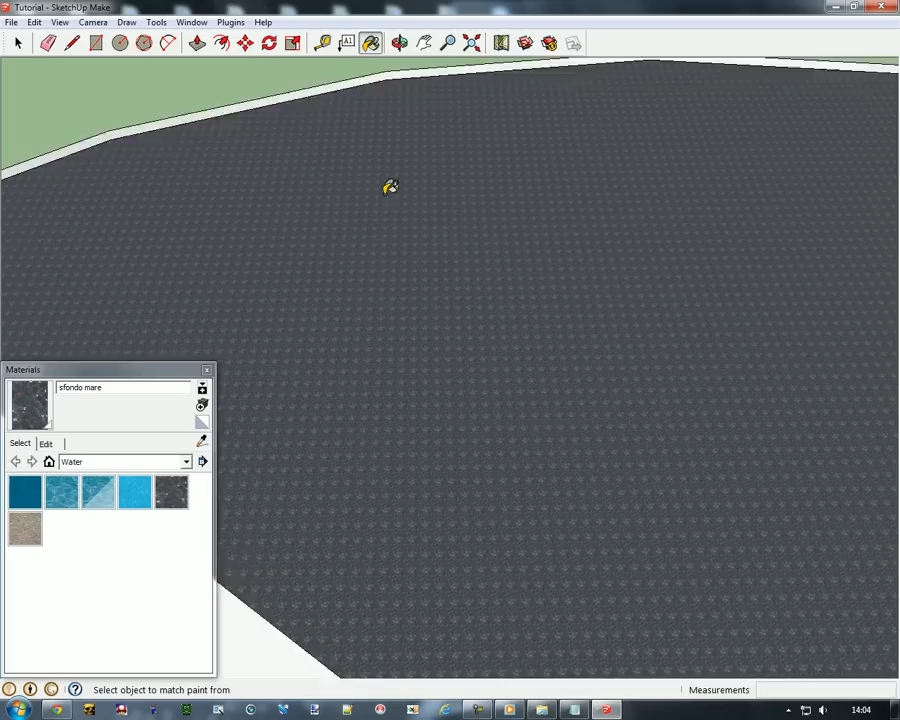 Tutorial - SketchUp Make
File Edit View Camera Draw Tools Window Plugins Help
A1
Materials
sfondo mare
Select Edit
Water
Select object to match paint from
Measurements
14:04